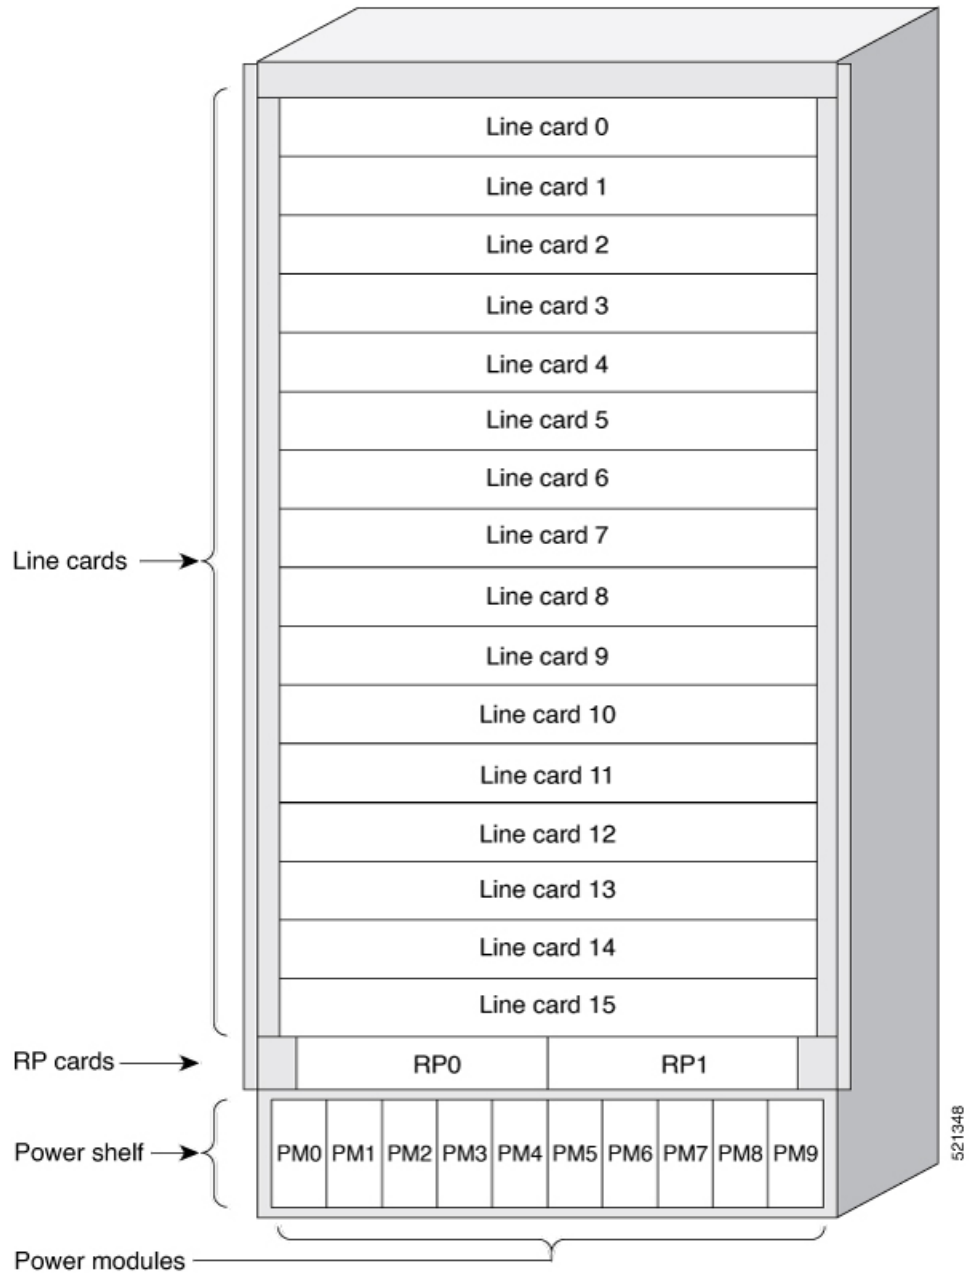 Line card 0
Line card 1
Line card 2
Line card 3
Line card 4
Line card 5
Line card 6
Line card 7
Line cards
Line card 8
Line card 9
Line card 10
Line card 11
Line card 12
Line card 13
Line card 14
Line card 15
RP cards
RP0 RP1
Power shelf
PM0 PM1 PM2 PM3 PM4 PM5 PM6 PM7 PM8 PM9
521348
Power modules